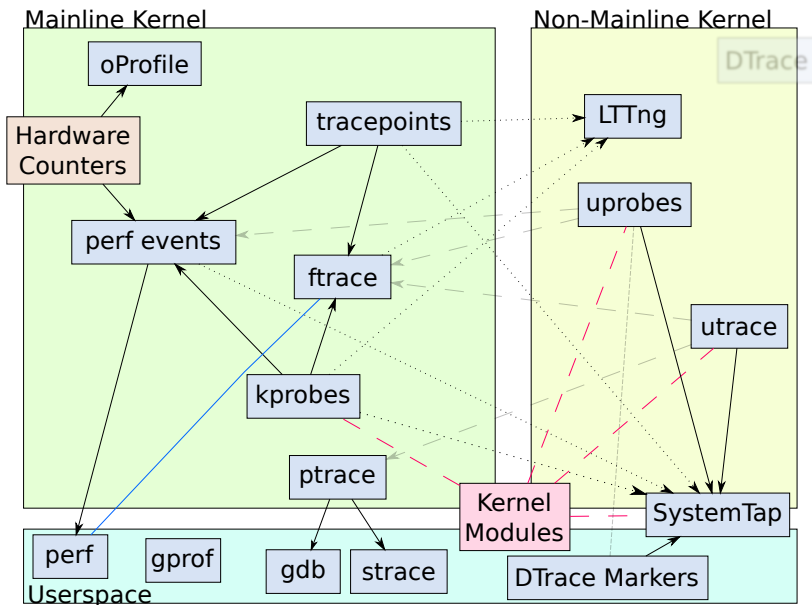 Mainline Kernel
Non-Mainline Kernel
oProfile
DTrace
Hardware
Counters
tracepoints
LTTng
uprobes
perf events
ftrace
utrace
kprobes
ptrace
Kernel
Modules
SystemTap
perf
gprof
gdb
strace
DTrace Markers
Userspace